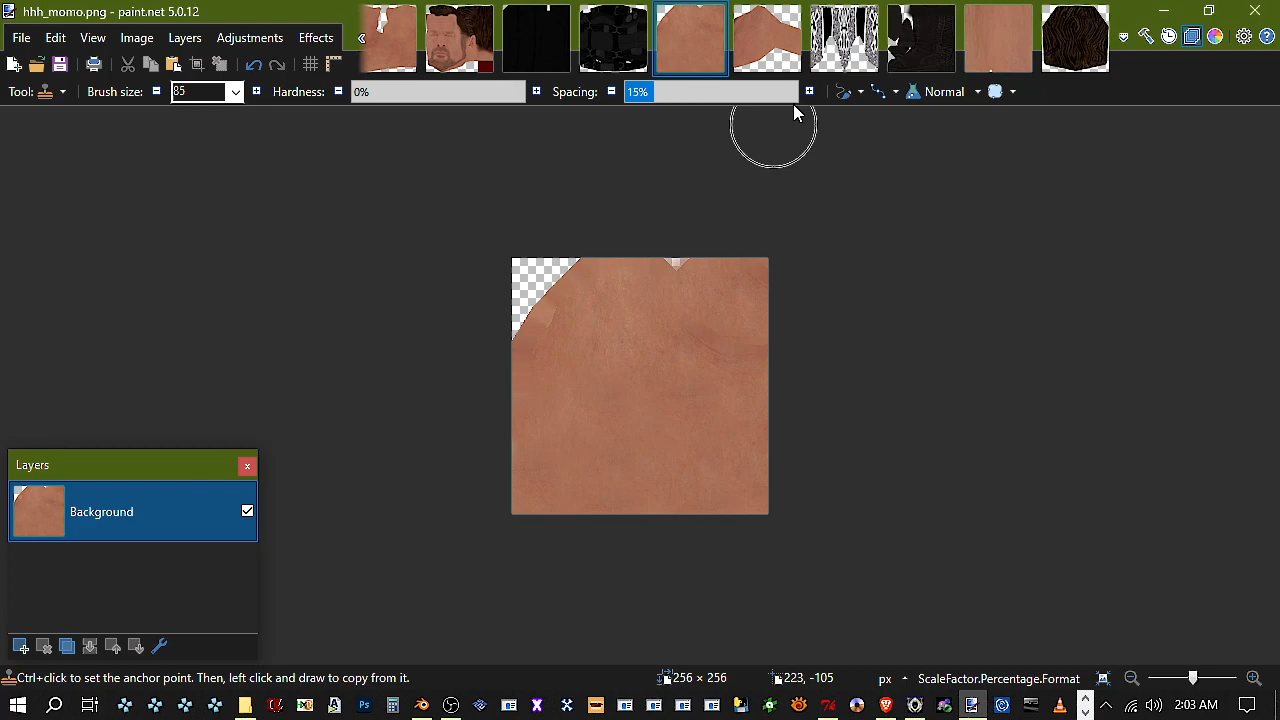 hhh_momo.png - paint.net 5.0.12
File Edit View Image Layers Adjustments Effects
Tool: Brush size: 85 Hardness: 0% Spacing: 15% Normal
Layers
Background
Ctrl+click to set the anchor point. Then, left click and draw to copy from it. 256 × 256 223, -105 px ScaleFactor.Percentage.Format
2:03 AM